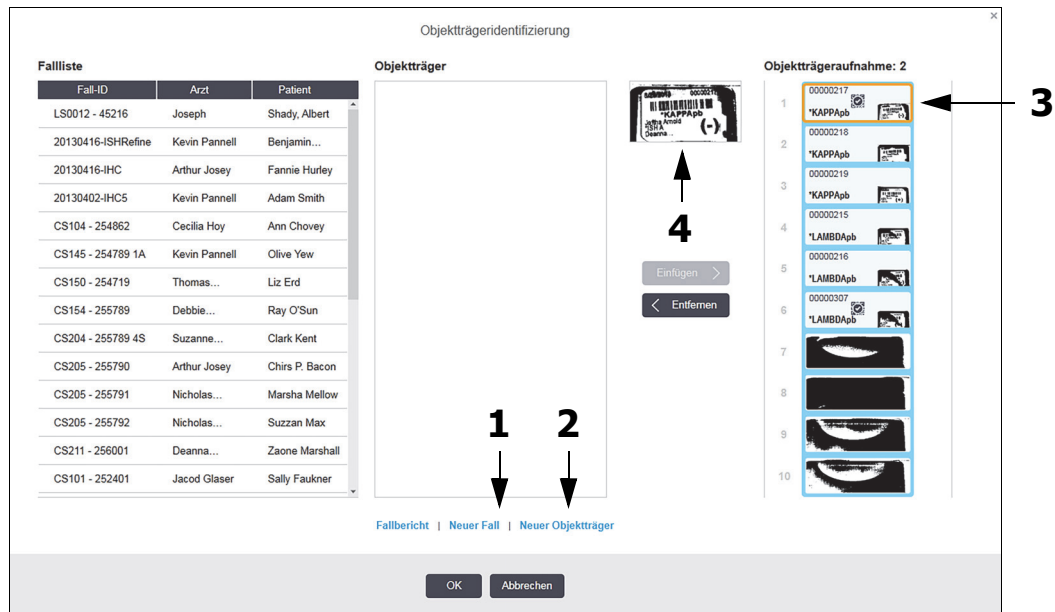 ×
Objektträgeridentifizierung
Fallliste
Fall-ID Arzt Patient
LS0012 - 45216 Joseph Shady, Albert
20130416-ISHRefine Kevin Pannell Benjamin...
20130416-IHC Arthur Josey Fannie Hurley
20130402-IHC5 Kevin Pannell Adam Smith
CS104 - 254862 Cecilia Hoy Ann Chovey
CS145 - 254789 1A Kevin Pannell Olive Yew
CS150 - 254719 Thomas... Liz Erd
CS154 - 255789 Debbie... Ray O'Sun
CS204 - 255789 4S Suzanne... Clark Kent
CS205 - 255790 Arthur Josey Chirs P. Bacon
CS205 - 255791 Nicholas... Marsha Mellow
CS205 - 255792 Nicholas... Suzzan Max
CS211 - 256001 Deanna... Zaone Marshall
CS101 - 252401 Jacod Glaser Sally Faukner
Objektträger
1 2
Fallbericht | Neuer Fall | Neuer Objektträger
*KAPPApb
*ISH A
Deanna...
(-)
4
Einfügen >
< Entfernen
Objektträgeraufnahme: 2
1 00000217
*KAPPApb
3
2 00000218
*KAPPApb
3 00000219
*KAPPApb
4 00000215
*LAMBDApb
5 00000216
*LAMBDApb
6 00000307
*LAMBDApb
7
8
9
10
OK Abbrechen